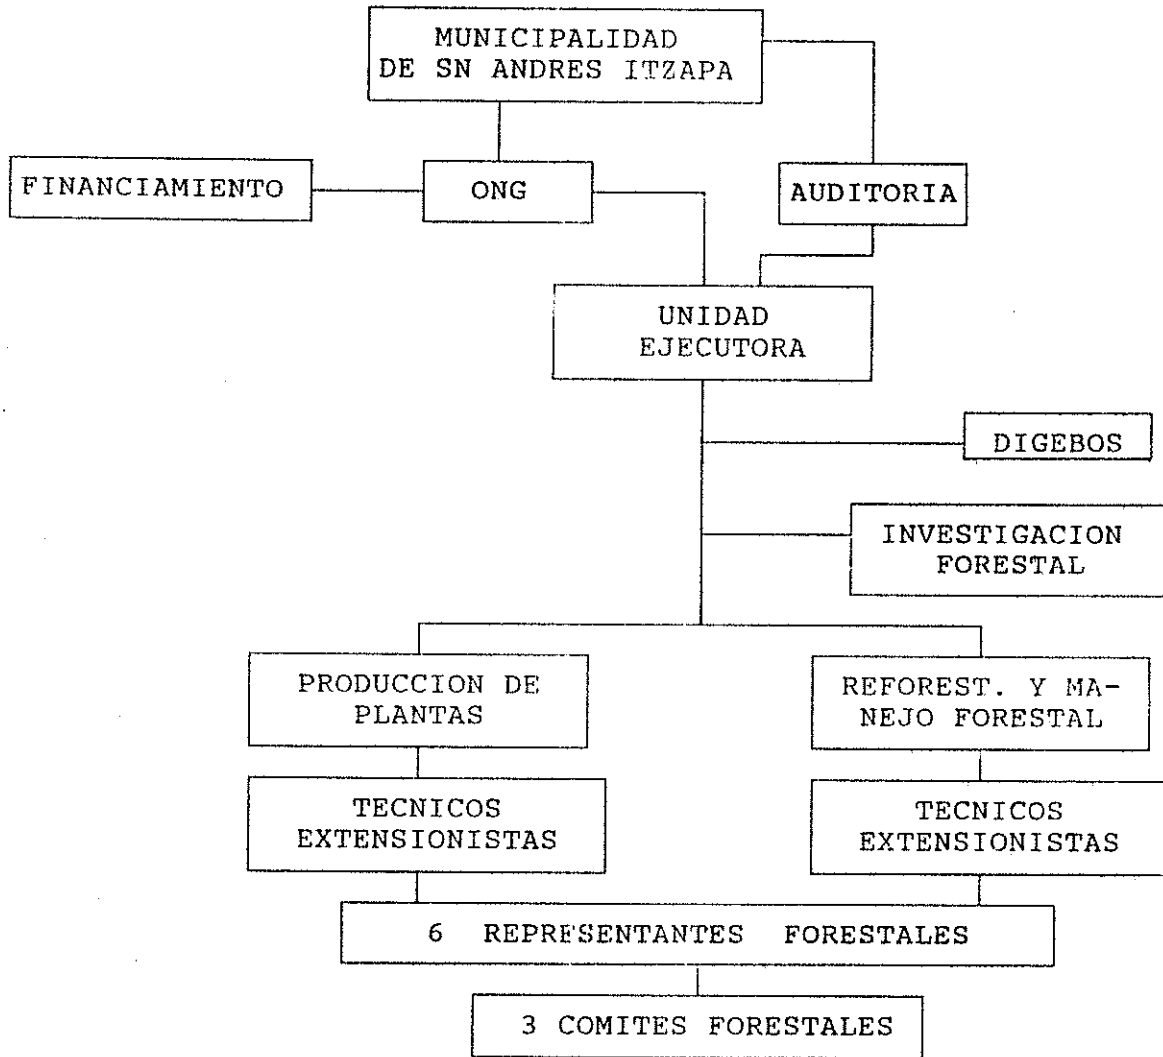 MUNICIPALIDAD
DE SN ANDRES ITZAPA
FINANCIAMIENTO
ONG
AUDITORIA
UNIDAD
EJECUTORA
DIGEBOS
INVESTIGACION
FORESTAL
PRODUCCION DE
PLANTAS
REFOREST. Y MA-
NEJO FORESTAL
TECNICOS
EXTENSIONISTAS
TECNICOS
EXTENSIONISTAS
6 REPRESENTANTES FORESTALES
3 COMITES FORESTALES